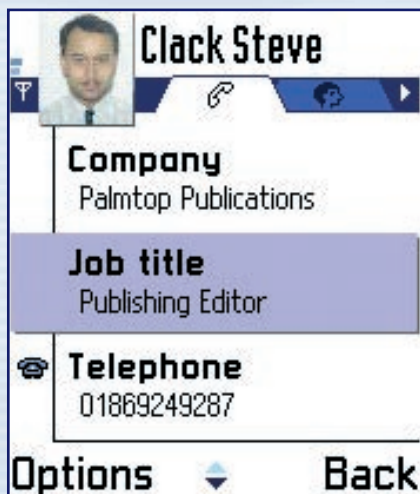 Clack Steve
Company
Palmtop Publications
Job title
Publishing Editor
Telephone
01869249287
Options Back